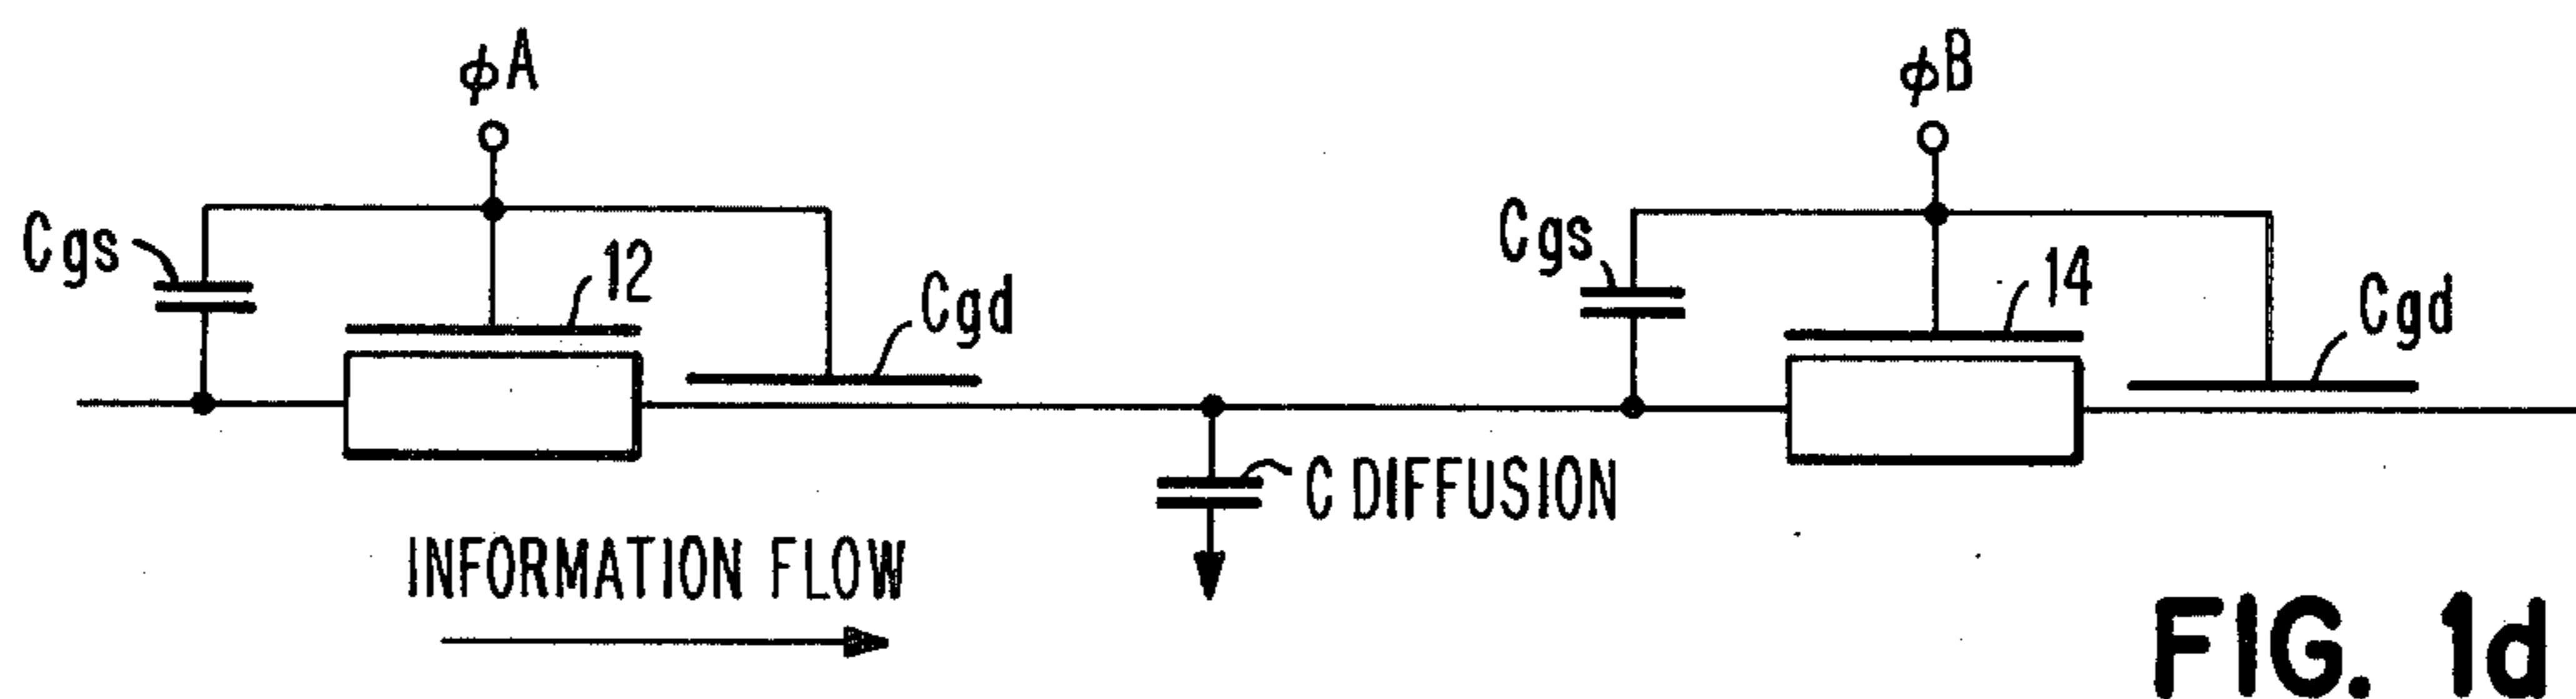 ϕA
ϕB
Cgs
12
Cgd
Cgs
14
Cgd
C DIFFUSION
INFORMATION FLOW
FIG. 1d